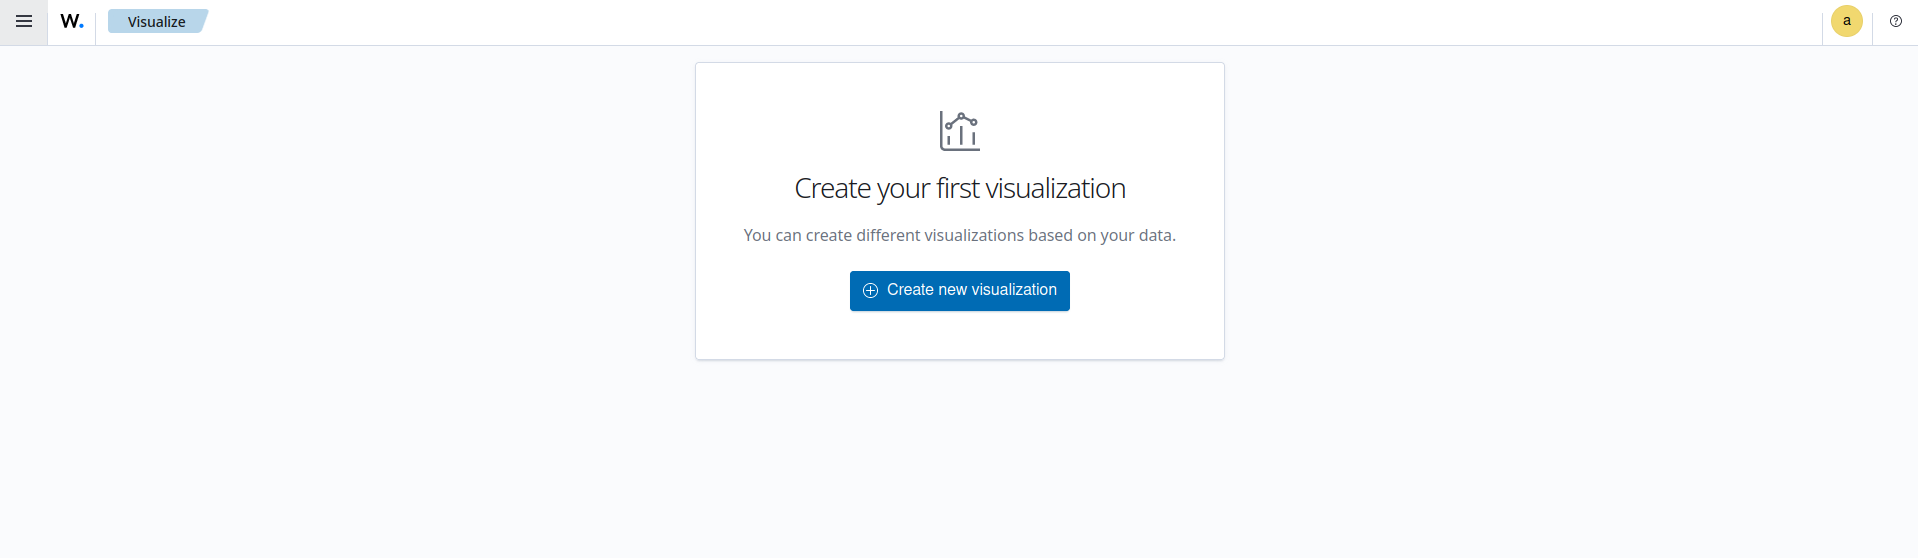 W.
Visualize
a
Create your first visualization
You can create different visualizations based on your data.
Create new visualization